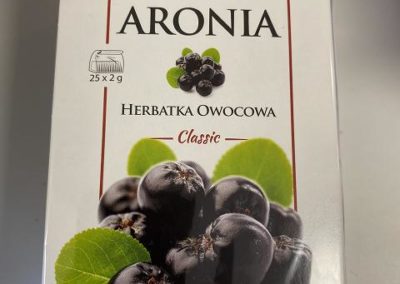 ARONIA
25 x 2 g
HERBATKA OWOCOWA
Classic